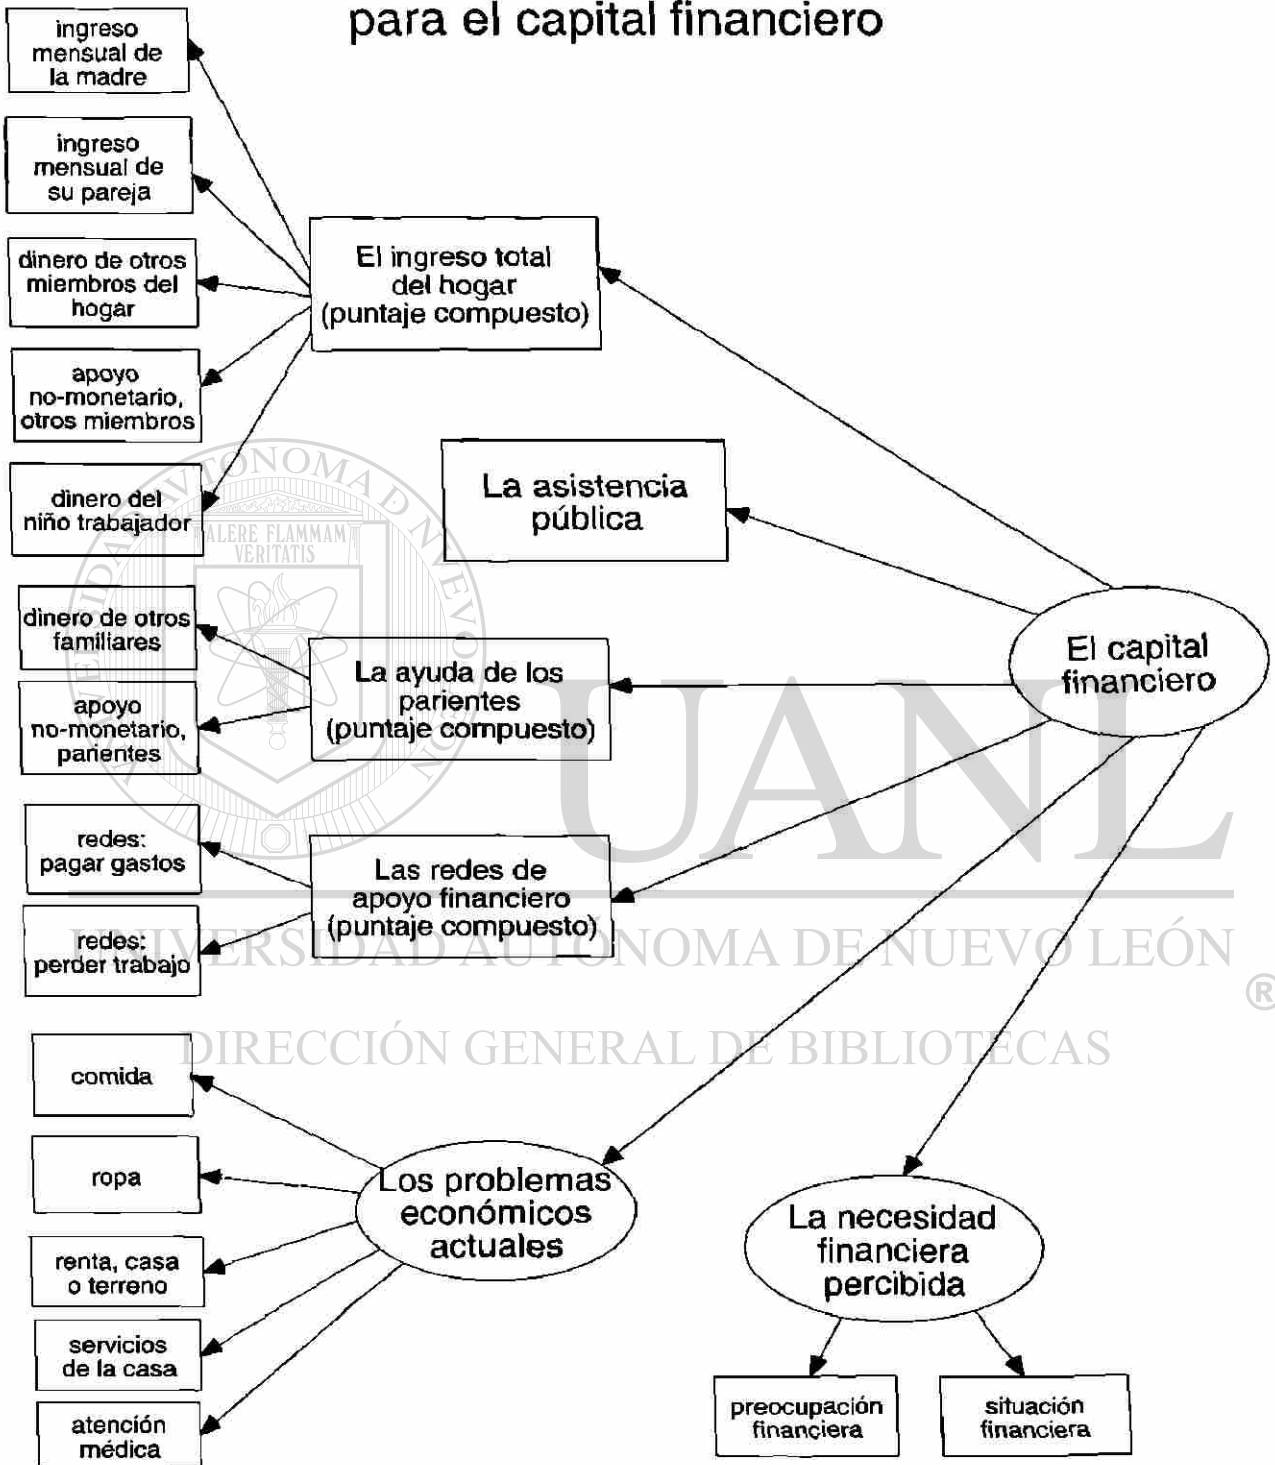 para el capital financiero
ingreso
mensual de
la madre
ingreso
mensual de
su pareja
dinero de otros
miembros del
hogar
apoyo
no-monetario,
otros miembros
dinero del
niño trabajador
El ingreso total
del hogar
(puntaje compuesto)
La asistencia
pública
dinero de otros
familiares
apoyo
no-monetario,
parientes
La ayuda de los
parientes
(puntaje compuesto)
El capital
financiero
redes:
pagar gastos
redes:
perder trabajo
Las redes de
apoyo financiero
(puntaje compuesto)
comida
ropa
renta, casa
o terreno
servicios
de la casa
atención
médica
Los problemas
económicos
actuales
La necesidad
financiera
percibida
preocupación
financiera
situación
financiera
UNIVERSIDAD AUTÓNOMA DE NUEVO LEÓN
ALERE FLAMMAM
VERITATIS
UANL
UNIVERSIDAD AUTÓNOMA DE NUEVO LEÓN
®
DIRECCIÓN GENERAL DE BIBLIOTECAS